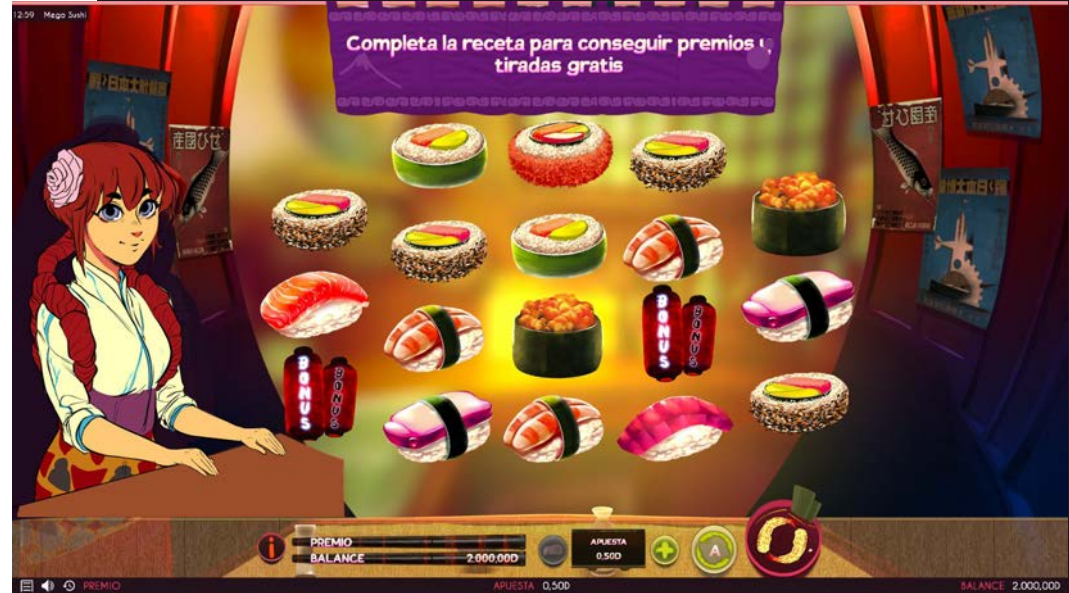 12:59 Mega Sushi
Completa la receta para conseguir premios y
tiradas gratis
BONUS
BONUS
BONUS
BONUS
PREMIO
BALANCE 2.000,00D
APUESTA
0,50D
A
PREMIO APUESTA 0,50D BALANCE 2.000,00D